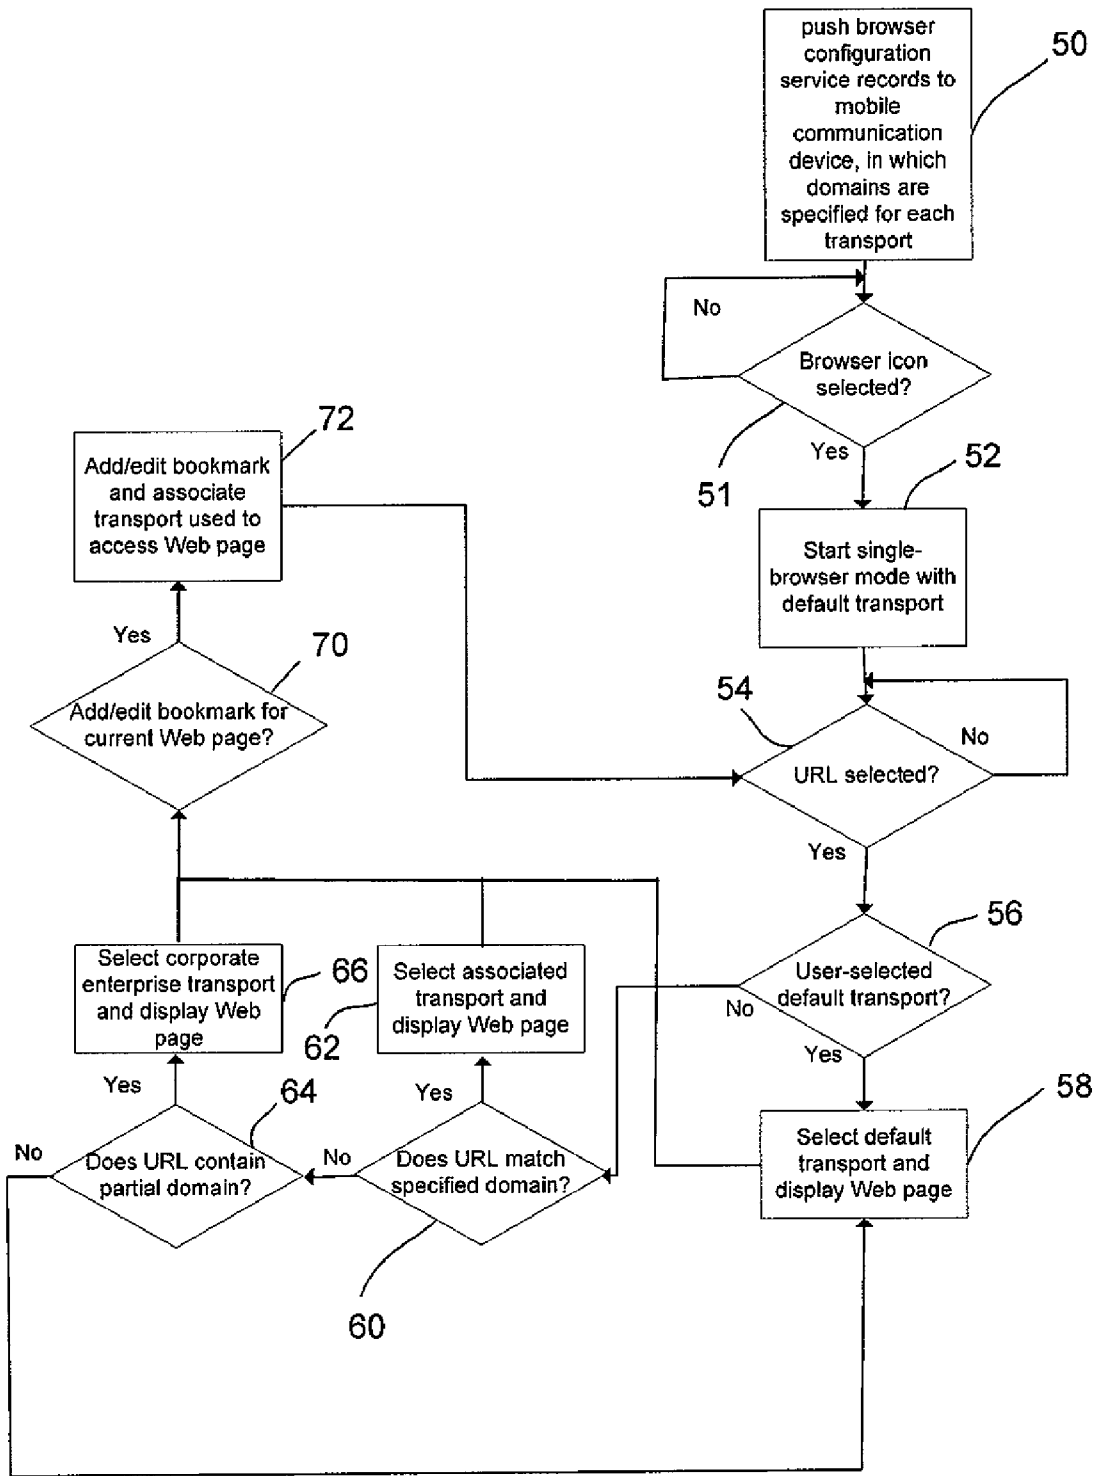 push browser
configuration
service records to
mobile
communication
device, in which
domains are
specified for each
transport
50
No
Browser icon
selected?
51
Yes
52
Start single-
browser mode with
default transport
72
Add/edit bookmark
and associate
transport used to
access Web page
Yes
70
Add/edit bookmark for
current Web page?
54
No
URL selected?
Yes
56
User-selected
default transport?
No
Yes
Select corporate
enterprise transport
and display Web
page
66
Select associated
transport and
display Web page
62
58
Select default
transport and
display Web page
Yes
64
Yes
No
Does URL contain
partial domain?
No
Does URL match
specified domain?
60